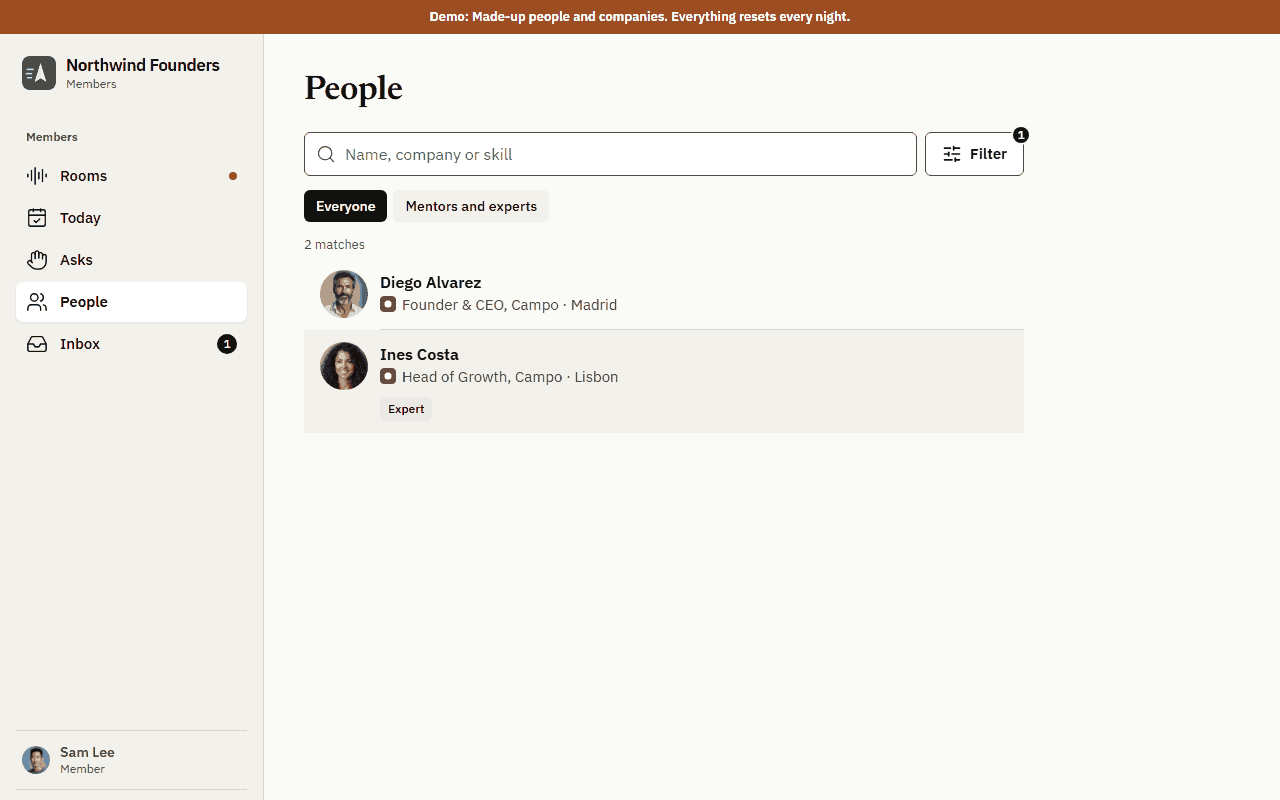 Demo: Made-up people and companies. Everything resets every night.
Northwind Founders
Members
Members
Rooms
Today
Asks
People
Inbox
1
Sam Lee
Member
People
Name, company or skill
Filter
1
Everyone
Mentors and experts
2 matches
Diego Alvarez
Founder & CEO, Campo · Madrid
Ines Costa
Head of Growth, Campo · Lisbon
Expert